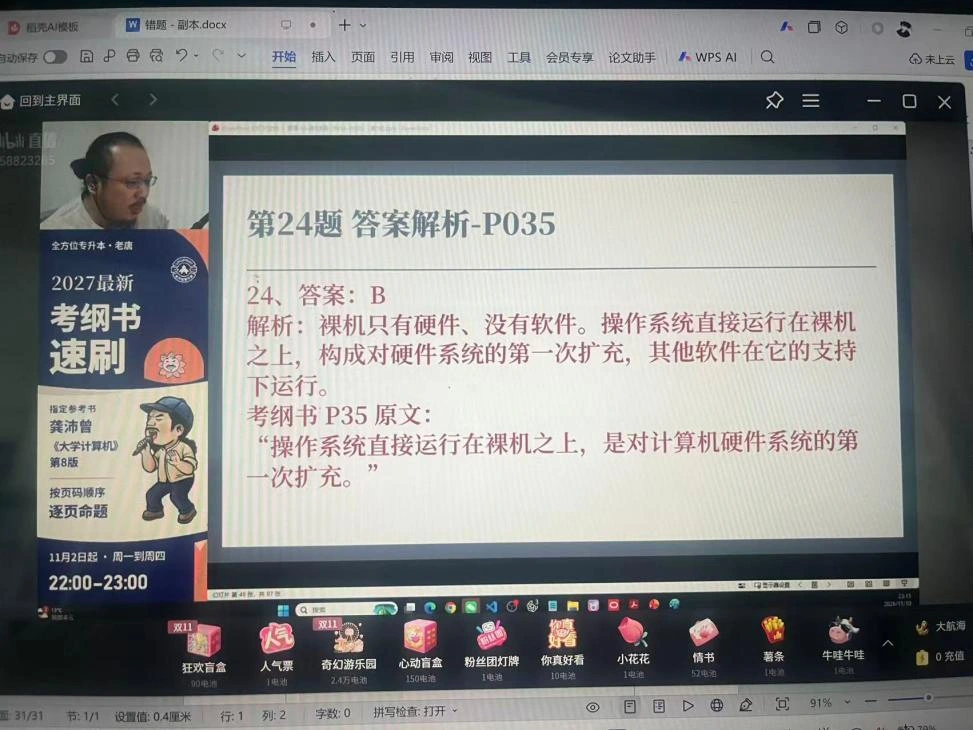 稻壳AI模板
错题 - 副本.docx
自动保存
开始 插入 页面 引用 审阅 视图 工具 会员专享 论文助手 WPS AI
未上云
回到主界面
全方位专升本·老唐
2027最新
考纲书
速刷
指定参考书
龚沛曾
《大学计算机》
第8版
按页码顺序
逐页命题
11月2日起·周一到周四
22:00-23:00
第24题 答案解析-P035
24、答案：B
解析：裸机只有硬件、没有软件。操作系统直接运行在裸机
之上，构成对硬件系统的第一次扩充，其他软件在它的支持
下运行。
考纲书 P35 原文：
“操作系统直接运行在裸机之上，是对计算机硬件系统的第
一次扩充。”
搜索
双11 双11
狂欢盲盒 人气票 奇幻游乐园 心动盲盒 粉丝团灯牌 你真好看 小花花 情书 薯条 牛哇牛哇
90电池 1电池 2.4万电池 150电池 1电池 10电池 1电池 52电池 1电池 1电池
大航海
0 充值
31/31 节: 1/1 设置值: 0.4厘米 行: 1 列: 2 字数: 0 拼写检查: 打开 91%